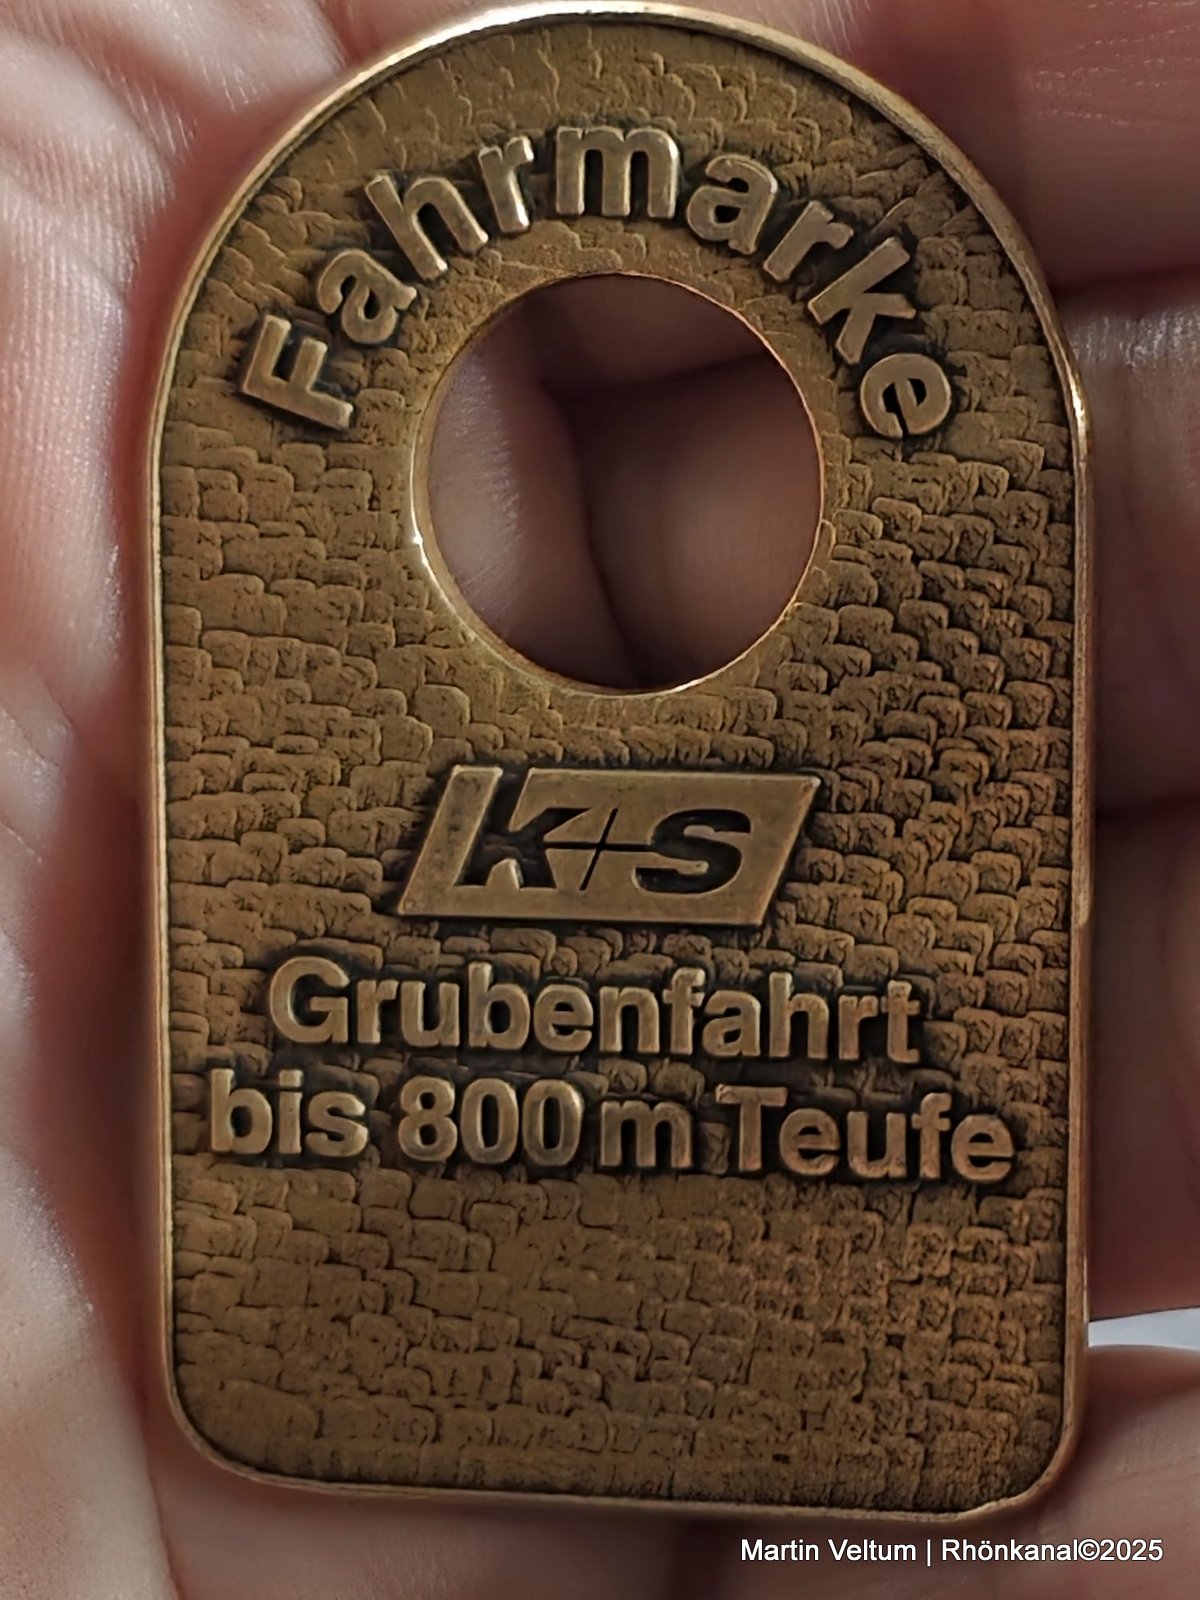 Fahrmarke
k+s
Grubenfahrt
bis 800 m Teufe
Martin Veltum | Rhönkanal©2025